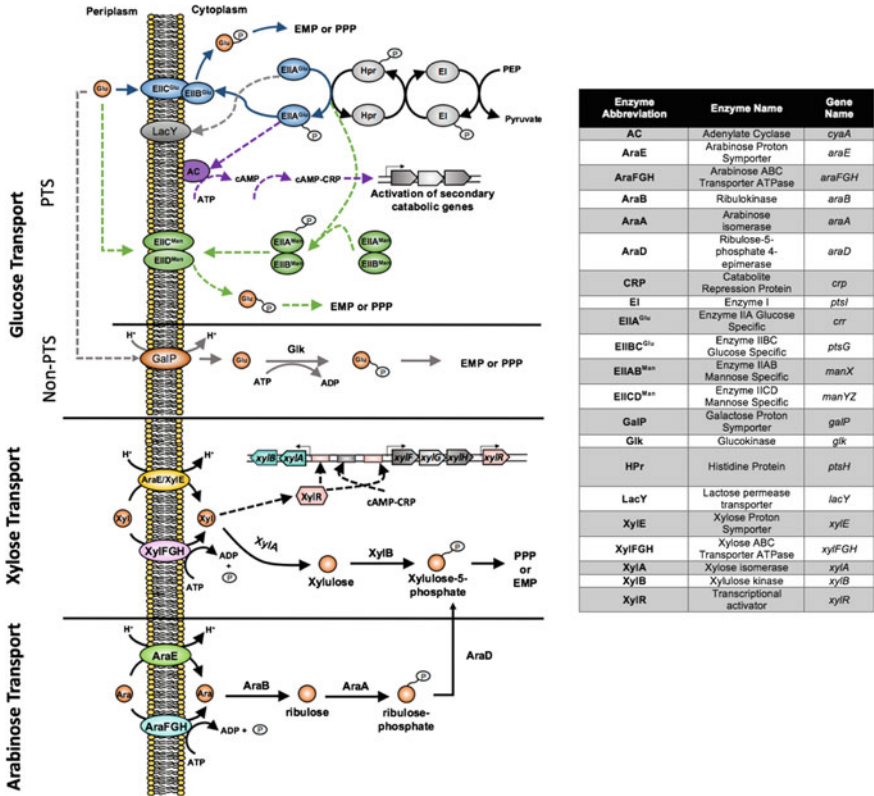 Periplasm
Cytoplasm
Glu
P
EMP or PPP
Glu
EIIC^Glu
EIIB^Glu
EIIA^Glu
EIIA^Glu
P
Hpr
P
Hpr
EI
EI
P
PEP
Pyruvate
LacY
AC
ATP
cAMP
cAMP-CRP
Activation of secondary
catabolic genes
P
EIIC^Man
EIID^Man
EIIA^Man
EIIB^Man
EIIA^Man
EIIB^Man
Glu
P
EMP or PPP
Glucose Transport
PTS
Non-PTS
H+
H+
GalP
Glu
Glk
ATP
ADP
Glu
P
EMP or PPP
Xylose Transport
H+
H+
AraE/XylE
Xyl
Xyl
XylFGH
ATP
ADP
+
P
xylB
xylA
xylF
xylG
xylH
xylR
XylR
cAMP-CRP
XylA
Xylulose
XylB
P
Xylulose-5-
phosphate
PPP
or
EMP
Arabinose Transport
H+
H+
AraE
Ara
Ara
AraFGH
ATP
ADP + P
AraB
ribulose
AraA
P
ribulose-
phosphate
AraD
Enzyme Abbreviation Enzyme Name Gene Name
AC Adenylate Cyclase cyaA
AraE Arabinose Proton Symporter araE
AraFGH Arabinose ABC Transporter ATPase araFGH
AraB Ribulokinase araB
AraA Arabinose isomerase araA
AraD Ribulose-5-phosphate 4-epimerase araD
CRP Catabolite Repression Protein crp
EI Enzyme I ptsI
EIIA^Glu Enzyme IIA Glucose Specific crr
EIIBC^Glu Enzyme IIBC Glucose Specific ptsG
EIIAB^Man Enzyme IIAB Mannose Specific manX
EIICD^Man Enzyme IICD Mannose Specific manYZ
GalP Galactose Proton Symporter galP
Glk Glucokinase glk
HPr Histidine Protein ptsH
LacY Lactose permease transporter lacY
XylE Xylose Proton Symporter xylE
XylFGH Xylose ABC Transporter ATPase xylFGH
XylA Xylose isomerase xylA
XylB Xylulose kinase xylB
XylR Transcriptional activator xylR